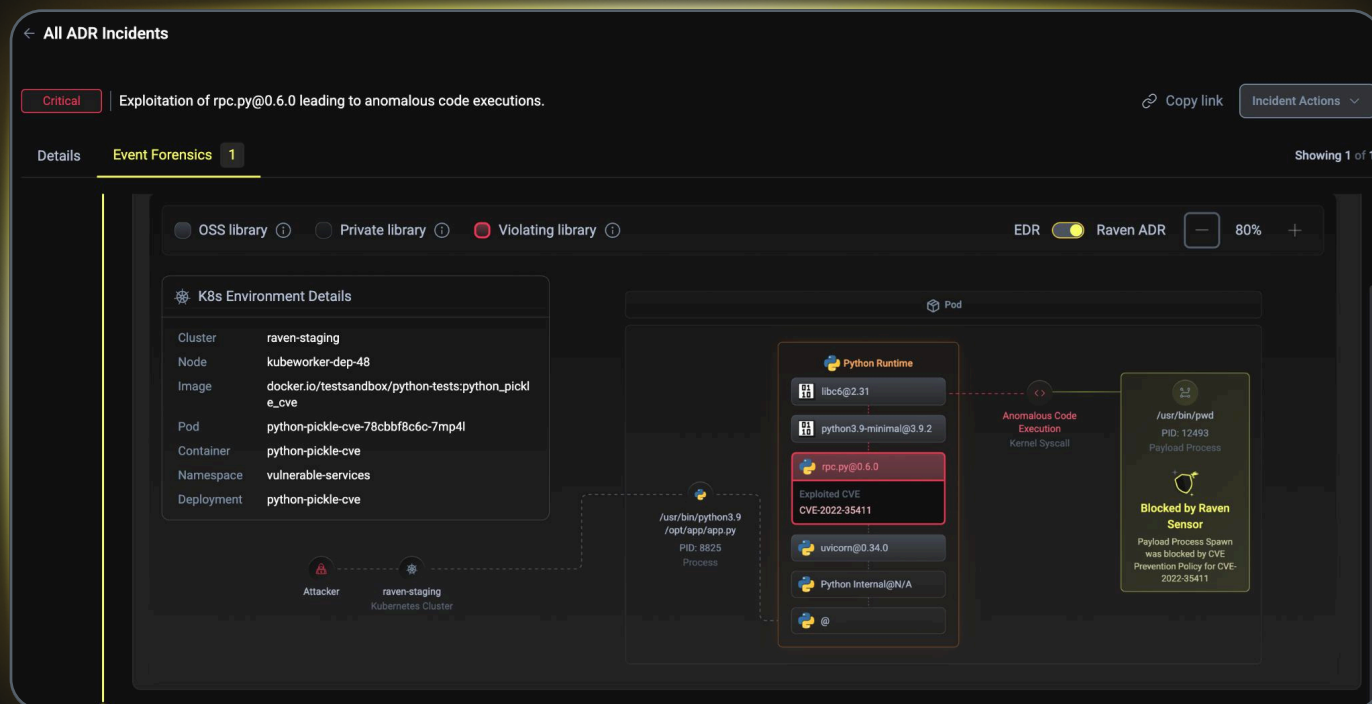 ← All ADR Incidents
Critical
Exploitation of rpc.py@0.6.0 leading to anomalous code executions.
Copy link
Incident Actions
Details
Event Forensics 1
Showing 1 of 1
OSS library
Private library
Violating library
EDR
Raven ADR
80%
K8s Environment Details
Cluster raven-staging
Node kubeworker-dep-48
Image docker.io/testsandbox/python-tests:python_pickl
e_cve
Pod python-pickle-cve-78cbbf8c6c-7mp4l
Container python-pickle-cve
Namespace vulnerable-services
Deployment python-pickle-cve
Attacker
raven-staging
Kubernetes Cluster
Pod
/usr/bin/python3.9
/opt/app/app.py
PID: 8825
Process
Python Runtime
libc6@2.31
python3.9-minimal@3.9.2
rpc.py@0.6.0
Exploited CVE
CVE-2022-35411
uvicorn@0.34.0
Python Internal@N/A
@
Anomalous Code
Execution
Kernel Syscall
/usr/bin/pwd
PID: 12493
Payload Process
Blocked by Raven
Sensor
Payload Process Spawn
was blocked by CVE
Prevention Policy for CVE-
2022-35411